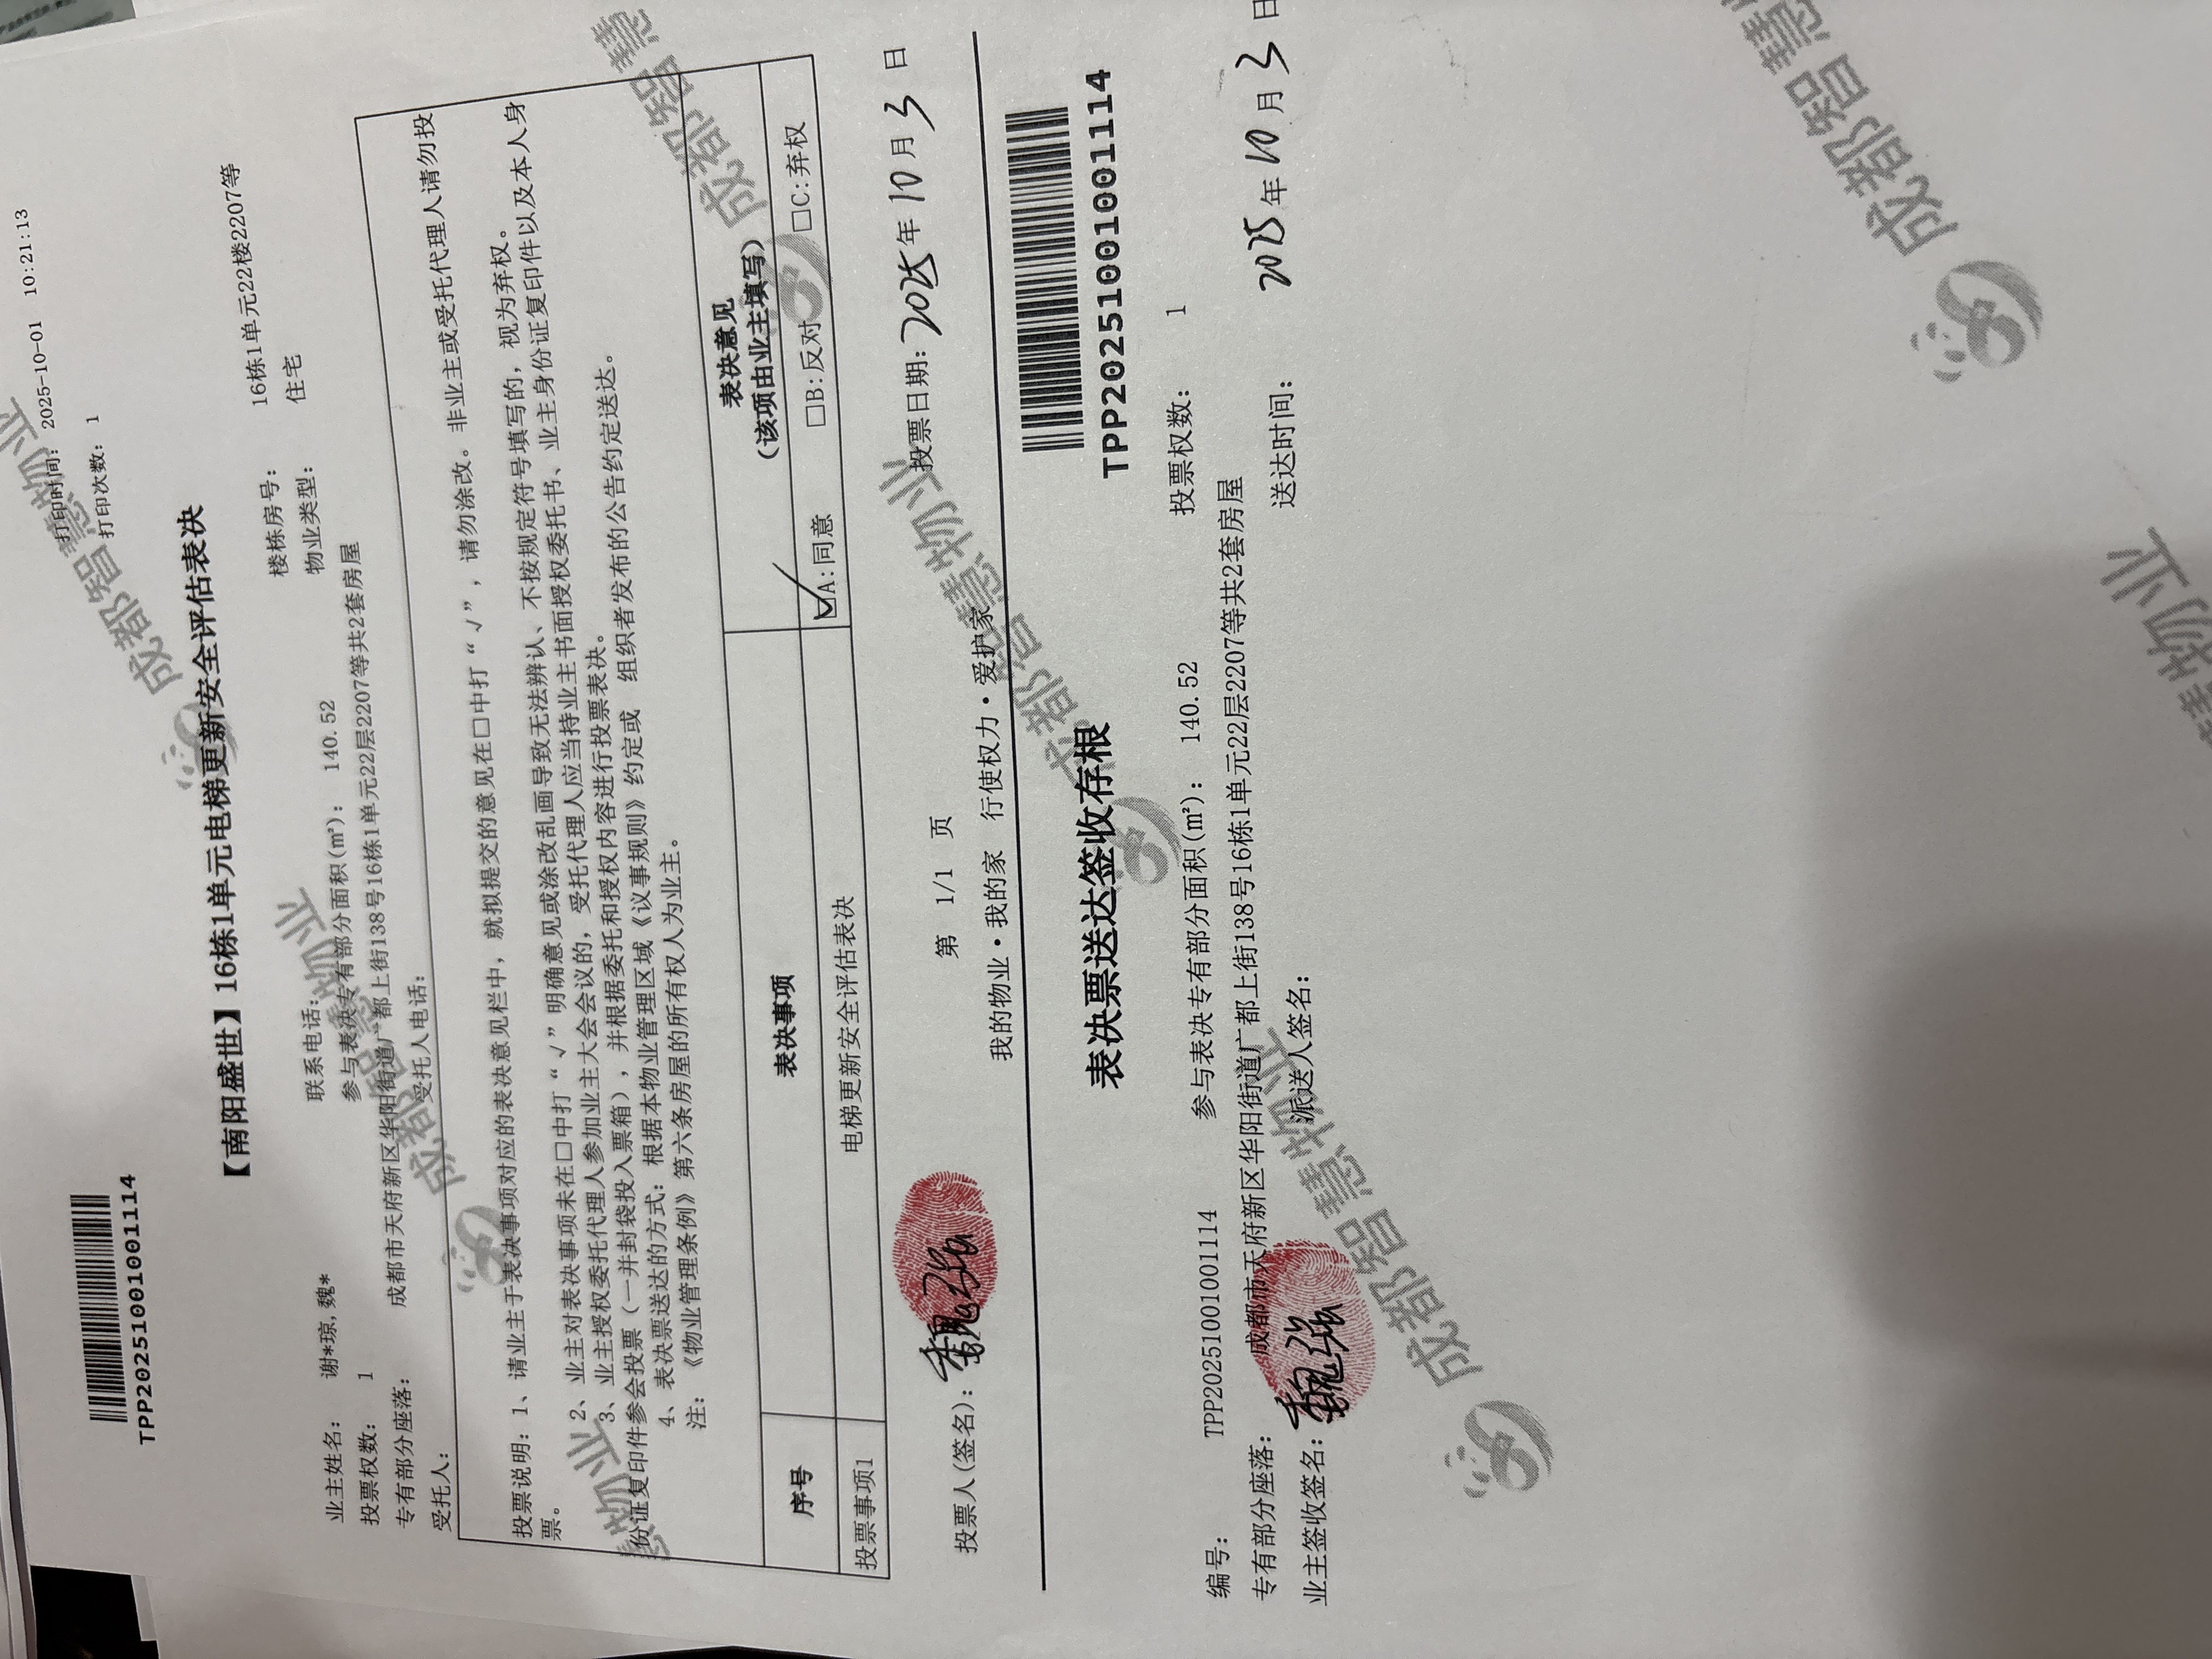 打印时间: 2025-10-01 10:21:13
打印次数: 1
TPP20251001001114
【南阳盛世】16栋1单元电梯更新安全评估表决
业主姓名: 谢*琼,魏* 联系电话: 楼栋房号: 16栋1单元22楼2207等
投票权数: 1 参与表决专有部分面积(㎡): 140.52 物业类型: 住宅
专有部分座落: 成都市天府新区华阳街道广都上街138号16栋1单元22层2207等共2套房屋
受托人: 受托人电话:
投票说明: 1、请业主于表决事项对应的表决意见栏中，就拟提交的意见在□中打“√”，请勿涂改。非业主或受托代理人请勿投
票。
2、业主对表决事项未在□中打“√”明确意见或涂改乱画导致无法辨认、不按规定符号填写的，视为弃权。
3、业主授权委托代理人参加业主大会会议的，受托代理人应当持业主书面授权委托书、业主身份证复印件以及本人身
份证复印件参会投票（一并封袋投入票箱），并根据委托和授权内容进行投票表决。
4、表决票送达的方式: 根据本物业管理区域《议事规则》约定或 组织者发布的公告约定送达。
注: 《物业管理条例》第六条房屋的所有权人为业主。
序号 表决事项 表决意见
（该项由业主填写）
投票事项1 电梯更新安全评估表决 ☑A:同意 □B:反对 □C:弃权
投票人(签名): 魏强 第 1/1 页 投票日期: 2025年10月3日
我的物业·我的家 行使权力·爱护家
表决票送达签收存根
TPP20251001001114
编号: TPP20251001001114 参与表决专有部分面积(㎡): 140.52 投票权数: 1
专有部分座落: 成都市天府新区华阳街道广都上街138号16栋1单元22层2207等共2套房屋
业主签收签名: 魏强 派送人签名: 送达时间: 2025年10月3日
成都智慧物业
成都智慧物业
慧物业
成都智慧
成都智慧物业
成都智慧物业
成都智慧物
慧物业